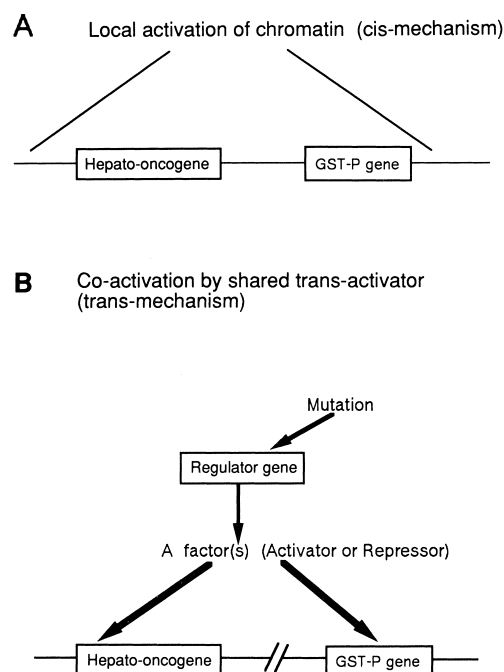 A Local activation of chromatin (cis-mechanism)
Hepato-oncogene GST-P gene
B Co-activation by shared trans-activator
(trans-mechanism)
Mutation
Regulator gene
A factor(s) (Activator or Repressor)
Hepato-oncogene GST-P gene